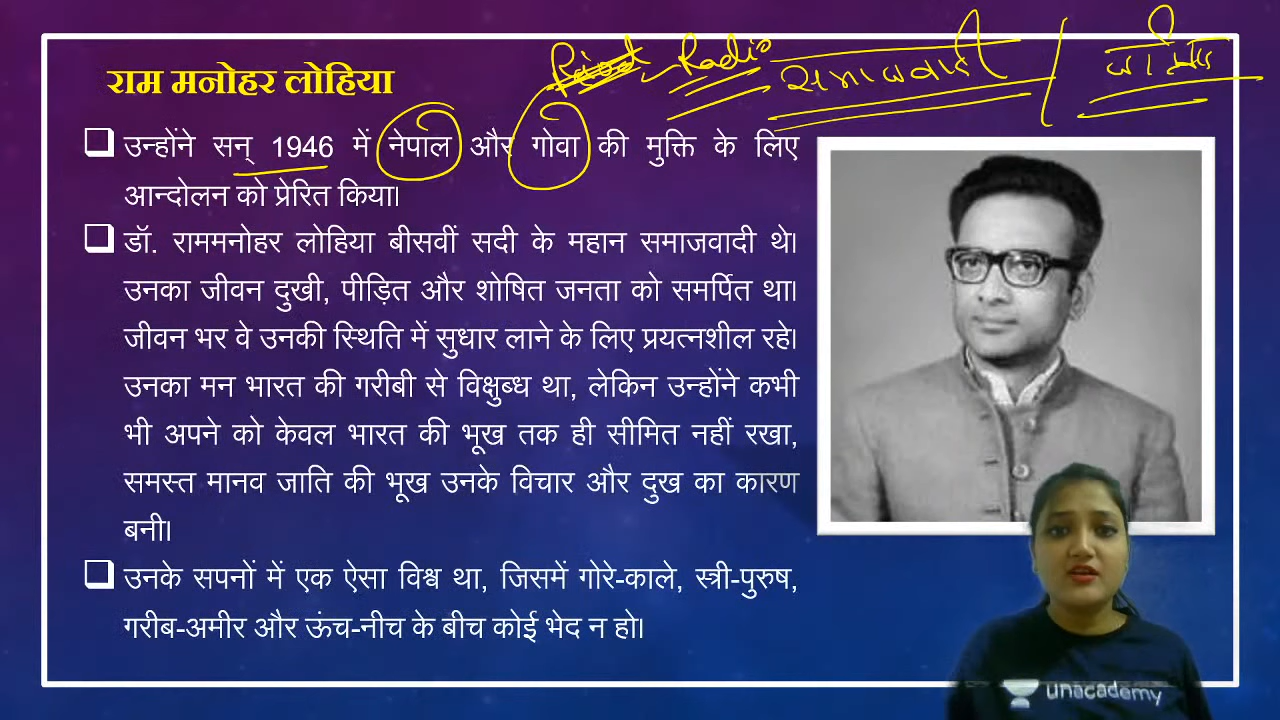 Radio समाजवादी /
राम मनोहर लोहिया
❑ उन्होंने सन् 1946 में नेपाल और गोवा की मुक्ति के लिए
आन्दोलन को प्रेरित किया।
❑ डॉ. राममनोहर लोहिया बीसवीं सदी के महान समाजवादी थे।
उनका जीवन दुखी, पीड़ित और शोषित जनता को समर्पित था।
जीवन भर वे उनकी स्थिति में सुधार लाने के लिए प्रयत्नशील रहे।
उनका मन भारत की गरीबी से विक्षुब्ध था, लेकिन उन्होंने कभी
भी अपने को केवल भारत की भूख तक ही सीमित नहीं रखा,
समस्त मानव जाति की भूख उनके विचार और दुख का कारण
बनी।
❑ उनके सपनों में एक ऐसा विश्व था, जिसमें गोरे-काले, स्त्री-पुरुष,
गरीब-अमीर और ऊंच-नीच के बीच कोई भेद न हो।
unacademy